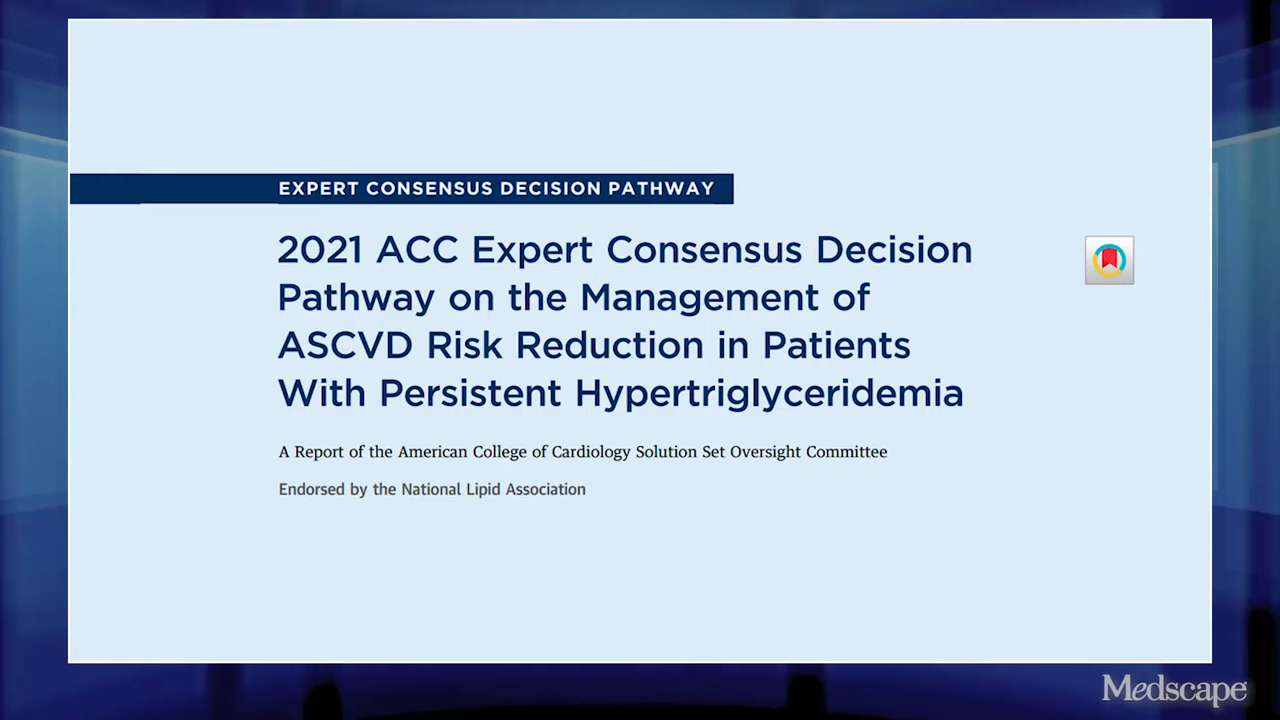 EXPERT CONSENSUS DECISION PATHWAY
2021 ACC Expert Consensus Decision
Pathway on the Management of
ASCVD Risk Reduction in Patients
With Persistent Hypertriglyceridemia
A Report of the American College of Cardiology Solution Set Oversight Committee
Endorsed by the National Lipid Association
Medscape